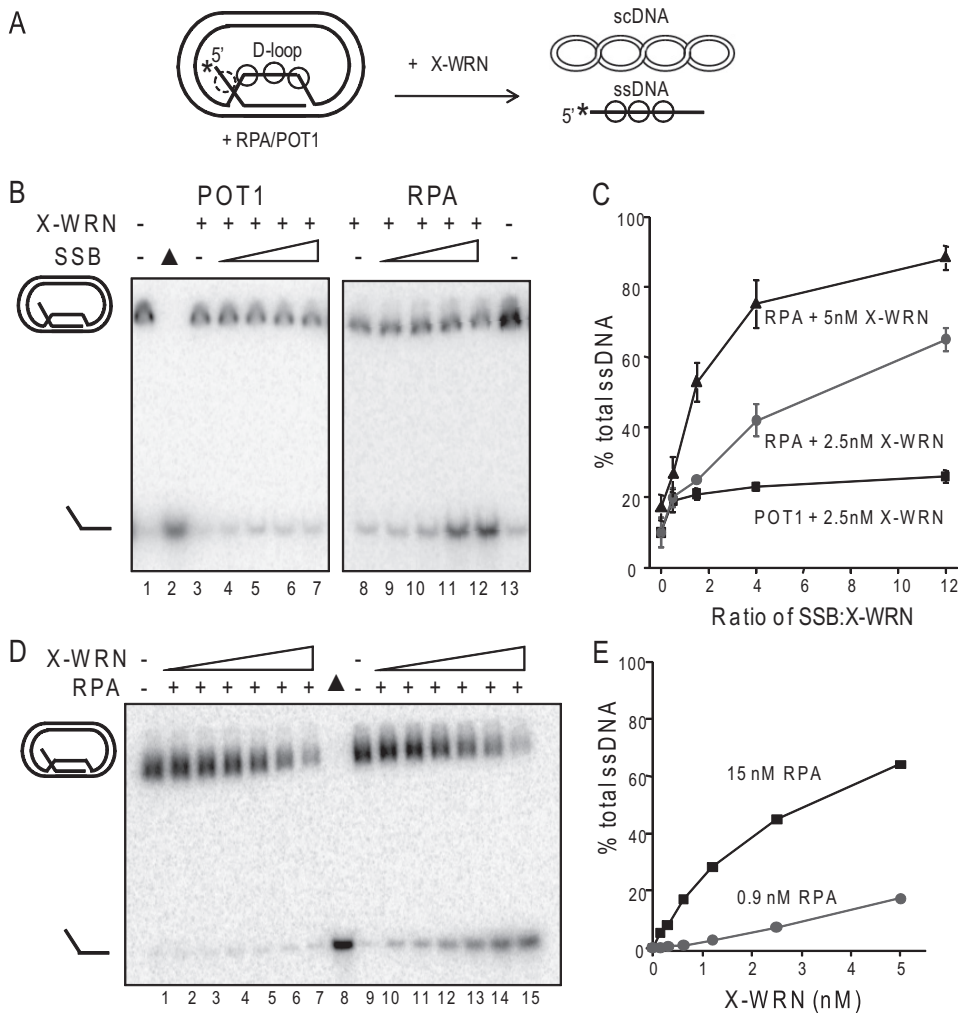 A
5'
*
D-loop
+ RPA/POT1
+ X-WRN
scDNA
ssDNA
5'*
B
POT1 RPA
X-WRN - + + + + + + + + + + -
SSB - ▲ - - -
1 2 3 4 5 6 7 8 9 10 11 12 13
C
% total ssDNA
100
80
60
40
20
0
RPA + 5nM X-WRN
RPA + 2.5nM X-WRN
POT1 + 2.5nM X-WRN
0 2 4 6 8 10 12
Ratio of SSB:X-WRN
D
X-WRN - -
RPA - + + + + + + ▲ - + + + + + +
1 2 3 4 5 6 7 8 9 10 11 12 13 14 15
E
% total ssDNA
100
80
60
40
20
0
15 nM RPA
0.9 nM RPA
0 1 2 3 4 5
X-WRN (nM)